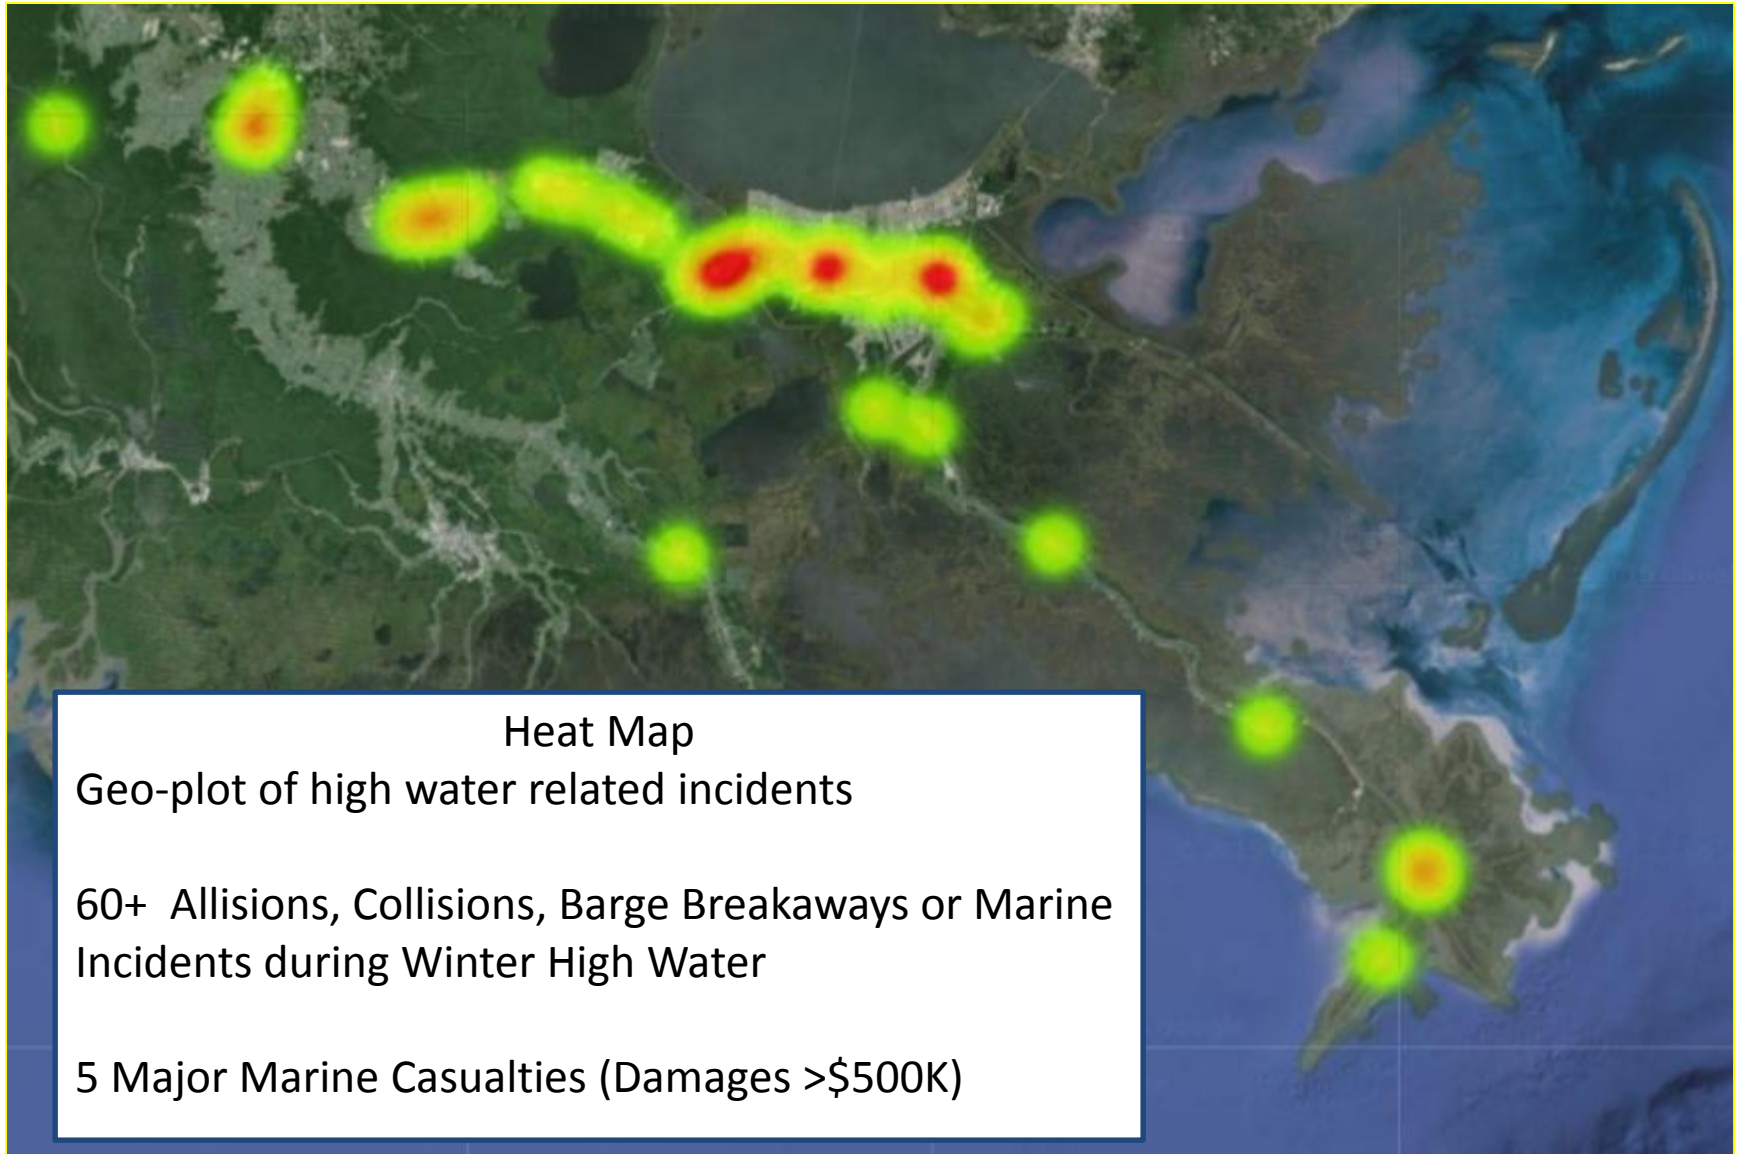 Heat Map
Geo-plot of high water related incidents
60+  Allisions, Collisions, Barge Breakaways or Marine
Incidents during Winter High Water
5 Major Marine Casualties (Damages >$500K)